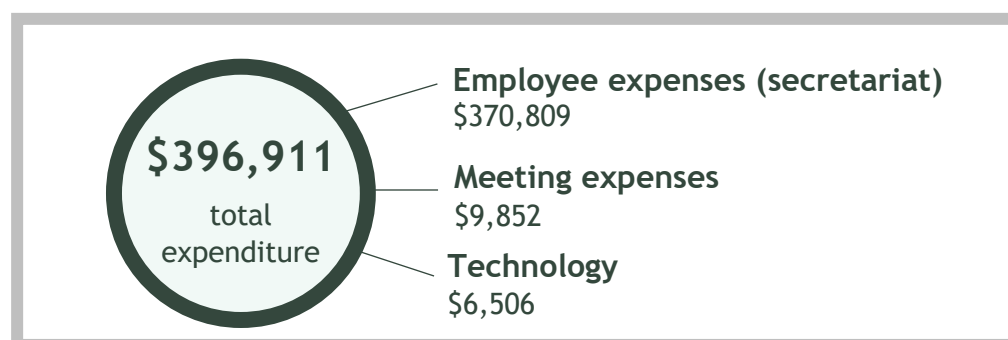 $396,911
total
expenditure
Employee expenses (secretariat)
$370,809
Meeting expenses
$9,852
Technology
$6,506